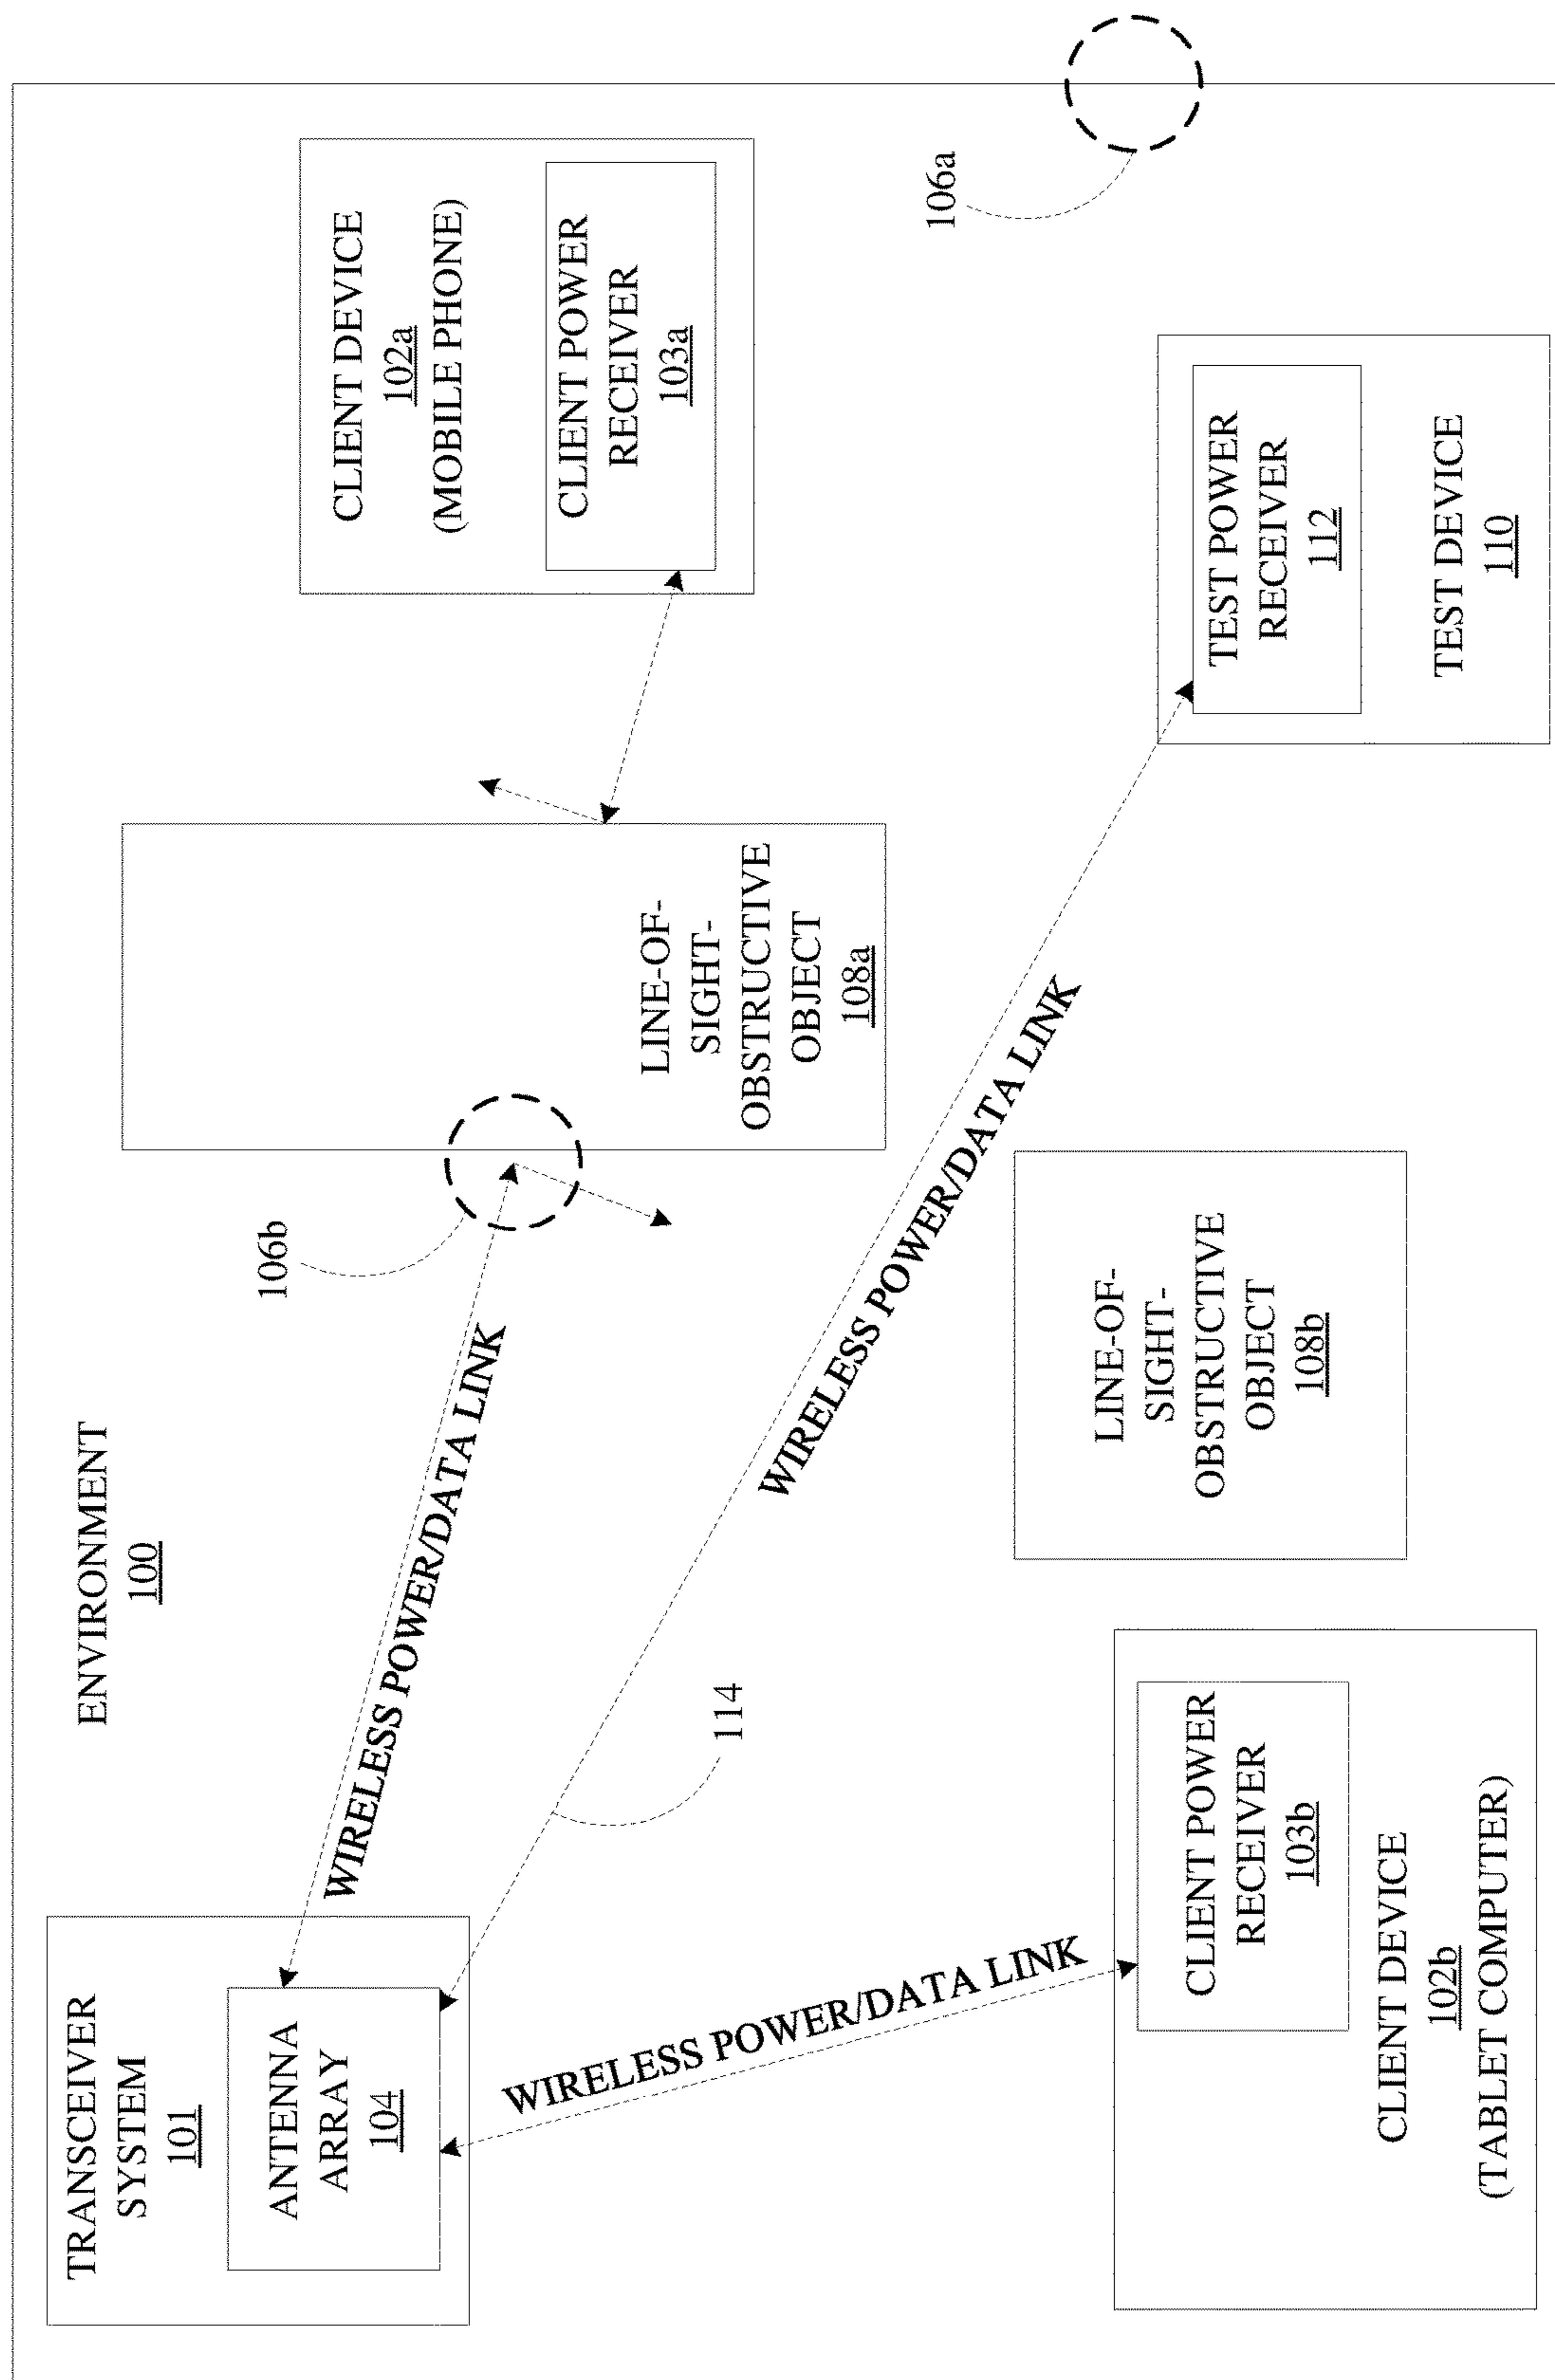 ENVIRONMENT
100
TRANSCEIVER
SYSTEM
101
ANTENNA
ARRAY
104
WIRELESS POWER/DATA LINK
106b
LINE-OF-
SIGHT-
OBSTRUCTIVE
OBJECT
108a
CLIENT DEVICE
102a
(MOBILE PHONE)
CLIENT POWER
RECEIVER
103a
114
WIRELESS POWER/DATA LINK
106a
WIRELESS POWER/DATA LINK
CLIENT POWER
RECEIVER
103b
CLIENT DEVICE
102b
(TABLET COMPUTER)
LINE-OF-
SIGHT-
OBSTRUCTIVE
OBJECT
108b
TEST POWER
RECEIVER
112
TEST DEVICE
110